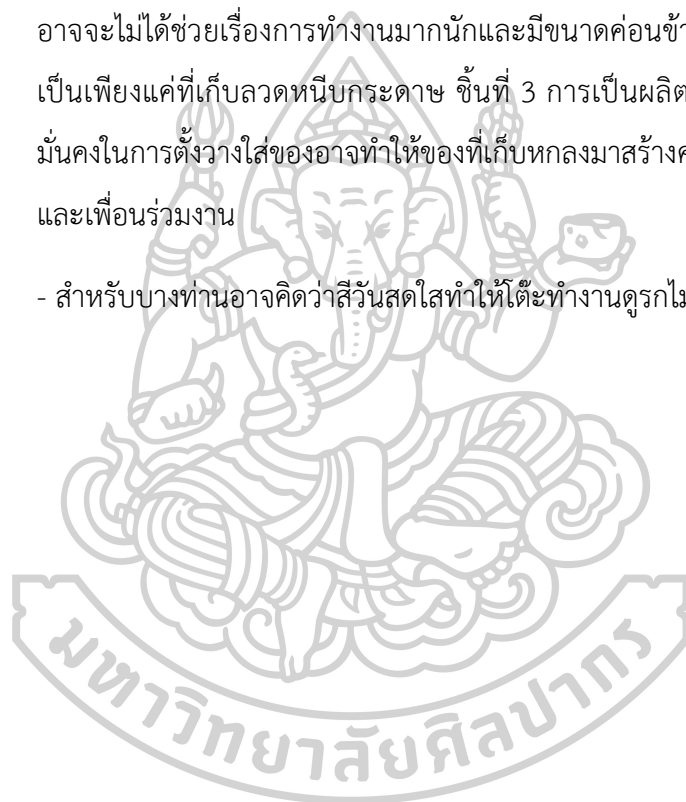 อาจจะไม่ได้ช่วยเรื่องการทำงานมากนักและมีขนาดค่อนข้า
เป็นเพียงแค่ที่เก็บลวดหนีบกระดาษ ชิ้นที่ 3 การเป็นผลิต
มั่นคงในการตั้งวางใส่ของอาจทำให้ของที่เก็บหกลงมาสร้างค
และเพื่อนร่วมงาน
- สำหรับบางท่านอาจคิดว่าสีวันสดใสทำให้โต๊ะทำงานดูรกไม
มหาวิทยาลัยศิลปากร